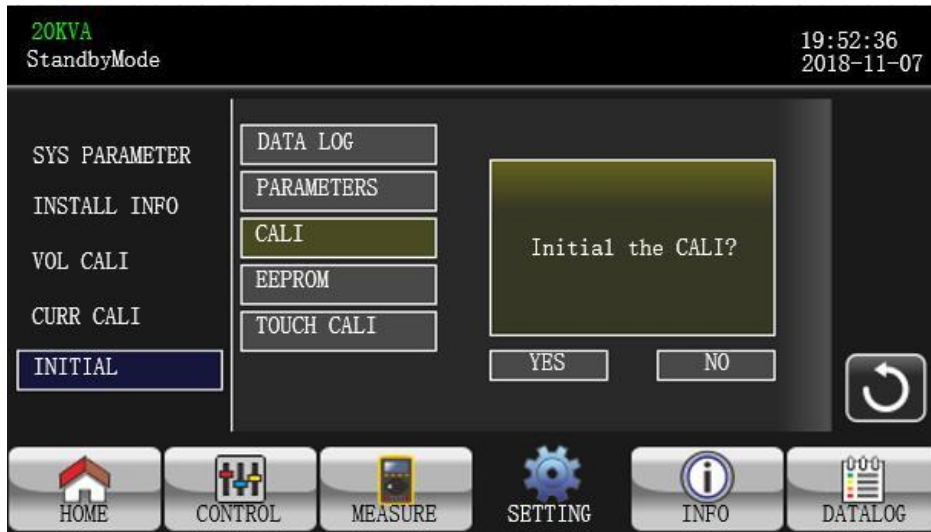 20KVA
StandbyMode
19:52:36
2018-11-07
SYS PARAMETER
INSTALL INFO
VOL CALI
CURR CALI
INITIAL
DATA LOG
PARAMETERS
CALI
EEPROM
TOUCH CALI
Initial the CALI?
YES
NO
HOME
CONTROL
MEASURE
SETTING
INFO
DATALOG